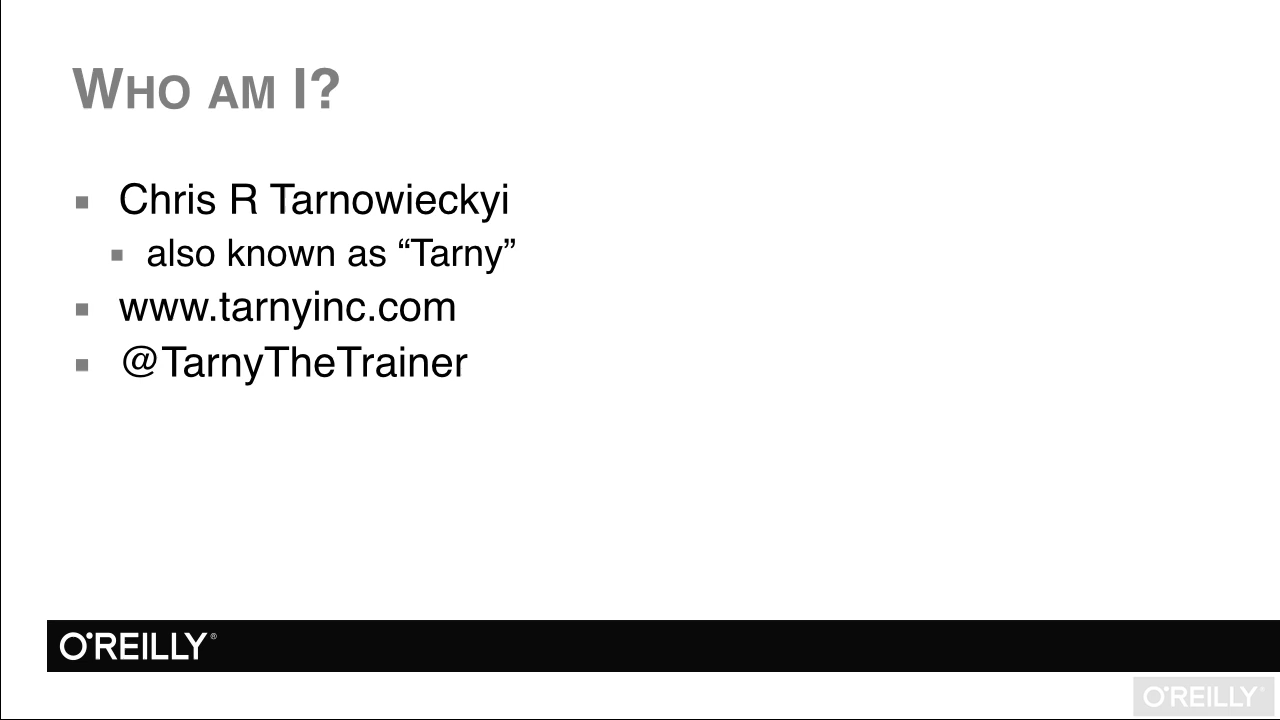 WHO AM I?
Chris R Tarnowieckyi
also known as “Tarny”
www.tarnyinc.com
@TarnyTheTrainer
O'REILLY®
O'REILLY®